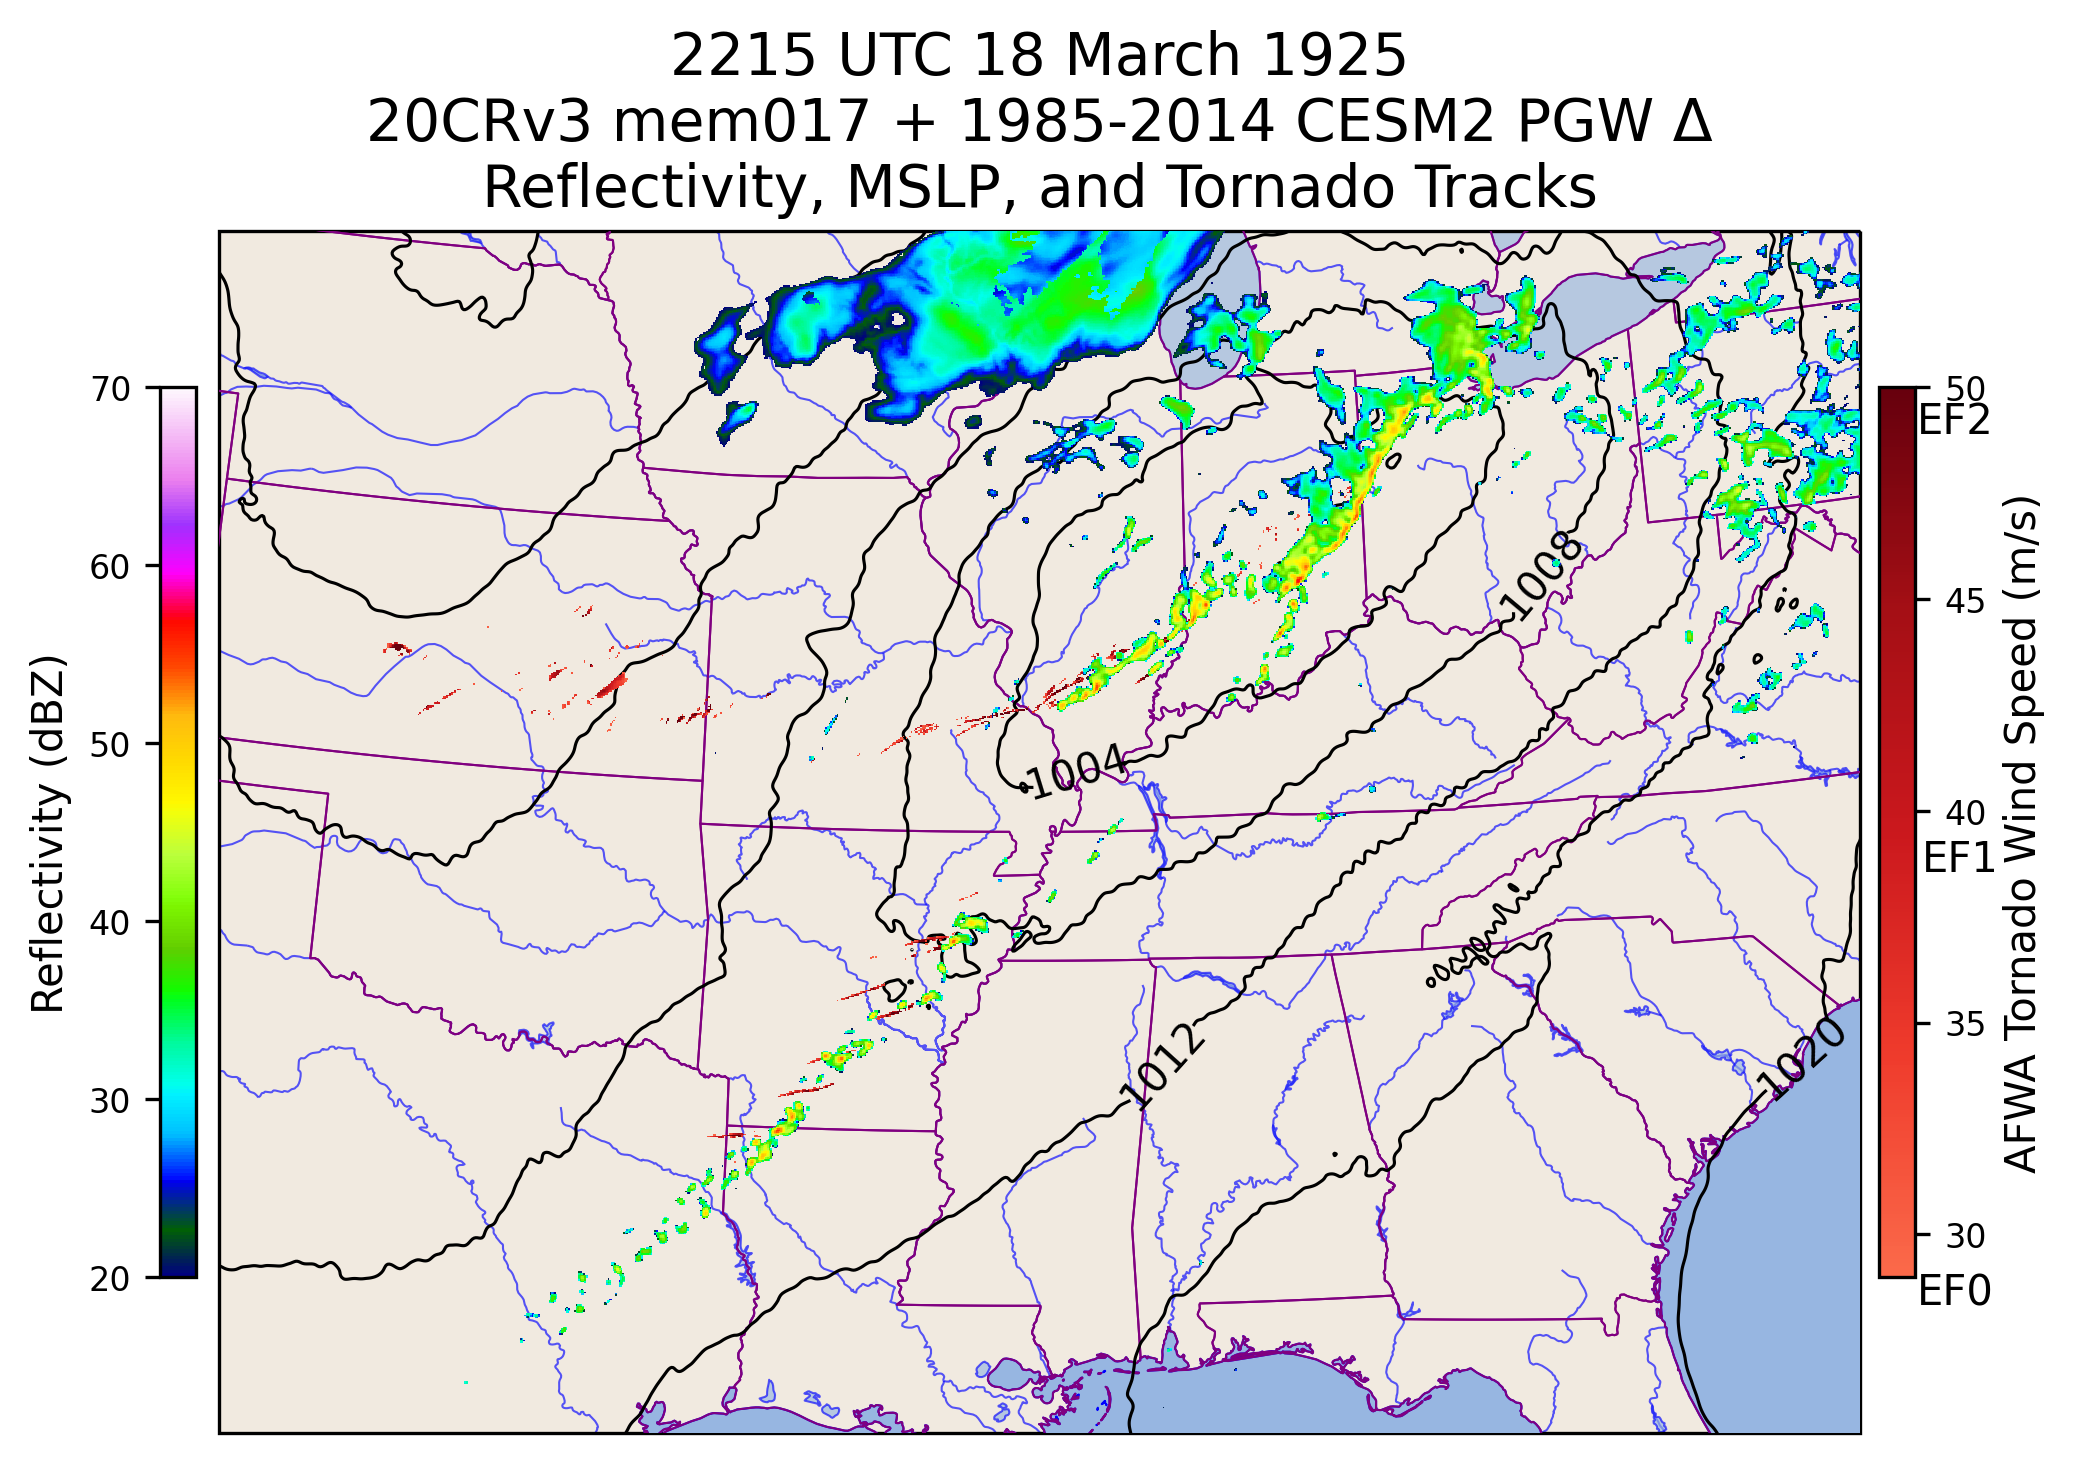 2215 UTC 18 March 1925
20CRv3 mem017 + 1985-2014 CESM2 PGW Δ
Reflectivity, MSLP, and Tornado Tracks
70
60
50
40
30
20
Reflectivity (dBZ)
1008
1004
1012
1020
50
EF2
45
40
EF1
35
30
EF0
AFWA Tornado Wind Speed (m/s)